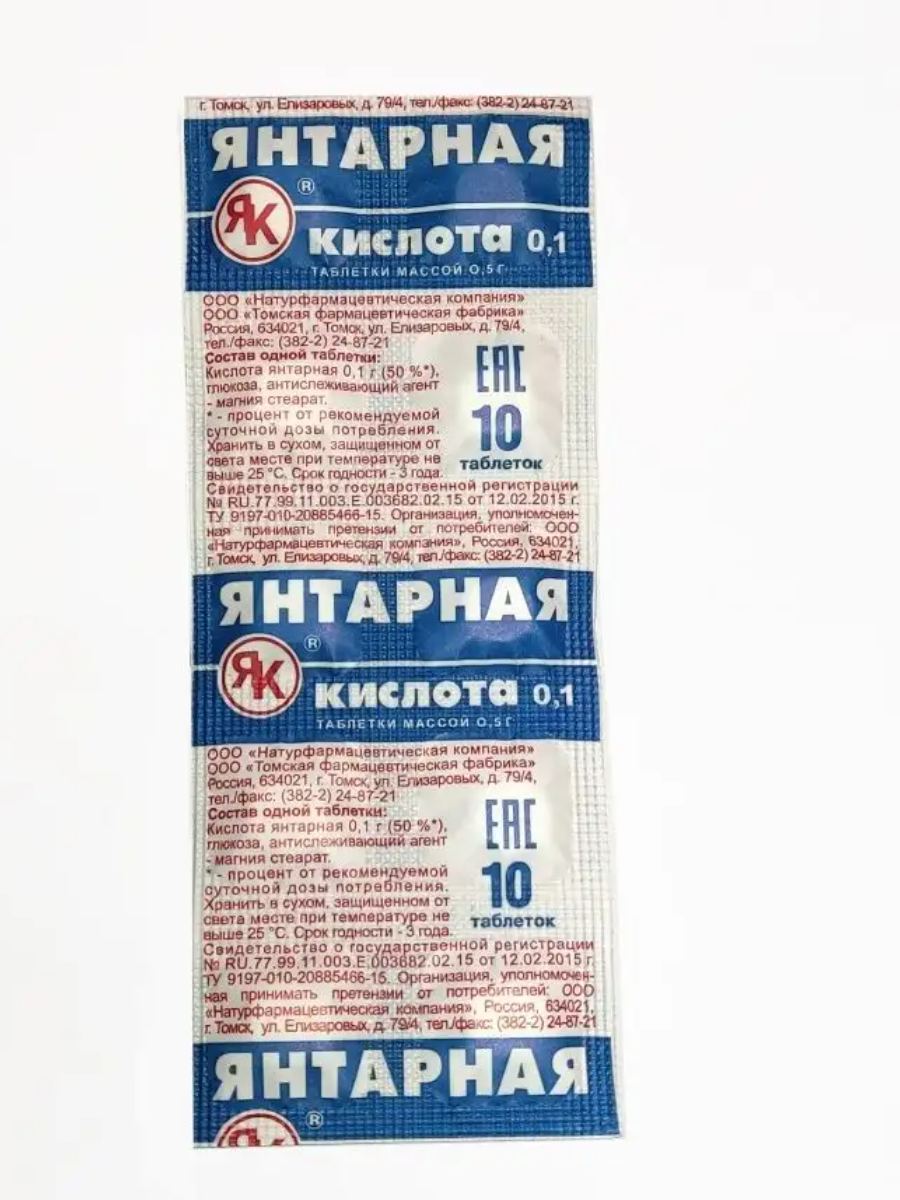 г. Томск, ул. Елизаровых, д. 79/4, тел./факс: (382-2) 24-87-21
ЯНТАРНАЯ
ЯК ®
КИСЛОТА 0,1
ТАБЛЕТКИ МАССОЙ 0,5 Г
ООО «Натурфармацевтическая компания»
ООО «Томская фармацевтическая фабрика»
Россия, 634021, г. Томск, ул. Елизаровых, д. 79/4,
тел./факс: (382-2) 24-87-21
Состав одной таблетки:
Кислота янтарная 0,1 г (50 %*),
глюкоза, антислеживающий агент
- магния стеарат.
* - процент от рекомендуемой
суточной дозы потребления.
Хранить в сухом, защищенном от
света месте при температуре не
выше 25 °С. Срок годности - 3 года.
ЕАС
10
таблеток
Свидетельство о государственной регистрации
№ RU.77.99.11.003.Е.003682.02.15 от 12.02.2015 г.
ТУ 9197-010-20885466-15. Организация, уполномочен-
ная принимать претензии от потребителей: ООО
«Натурфармацевтическая компания», Россия, 634021,
г. Томск, ул. Елизаровых, д. 79/4, тел./факс: (382-2) 24-87-21
ЯНТАРНАЯ
ЯК ®
КИСЛОТА 0,1
ТАБЛЕТКИ МАССОЙ 0,5 Г
ООО «Натурфармацевтическая компания»
ООО «Томская фармацевтическая фабрика»
Россия, 634021, г. Томск, ул. Елизаровых, д. 79/4,
тел./факс: (382-2) 24-87-21
Состав одной таблетки:
Кислота янтарная 0,1 г (50 %*),
глюкоза, антислеживающий агент
- магния стеарат.
* - процент от рекомендуемой
суточной дозы потребления.
Хранить в сухом, защищенном от
света месте при температуре не
выше 25 °С. Срок годности - 3 года.
ЕАС
10
таблеток
Свидетельство о государственной регистрации
№ RU.77.99.11.003.Е.003682.02.15 от 12.02.2015 г.
ТУ 9197-010-20885466-15. Организация, уполномочен-
ная принимать претензии от потребителей: ООО
«Натурфармацевтическая компания», Россия, 634021,
г. Томск, ул. Елизаровых, д. 79/4, тел./факс: (382-2) 24-87-21
ЯНТАРНАЯ
ЯК ®